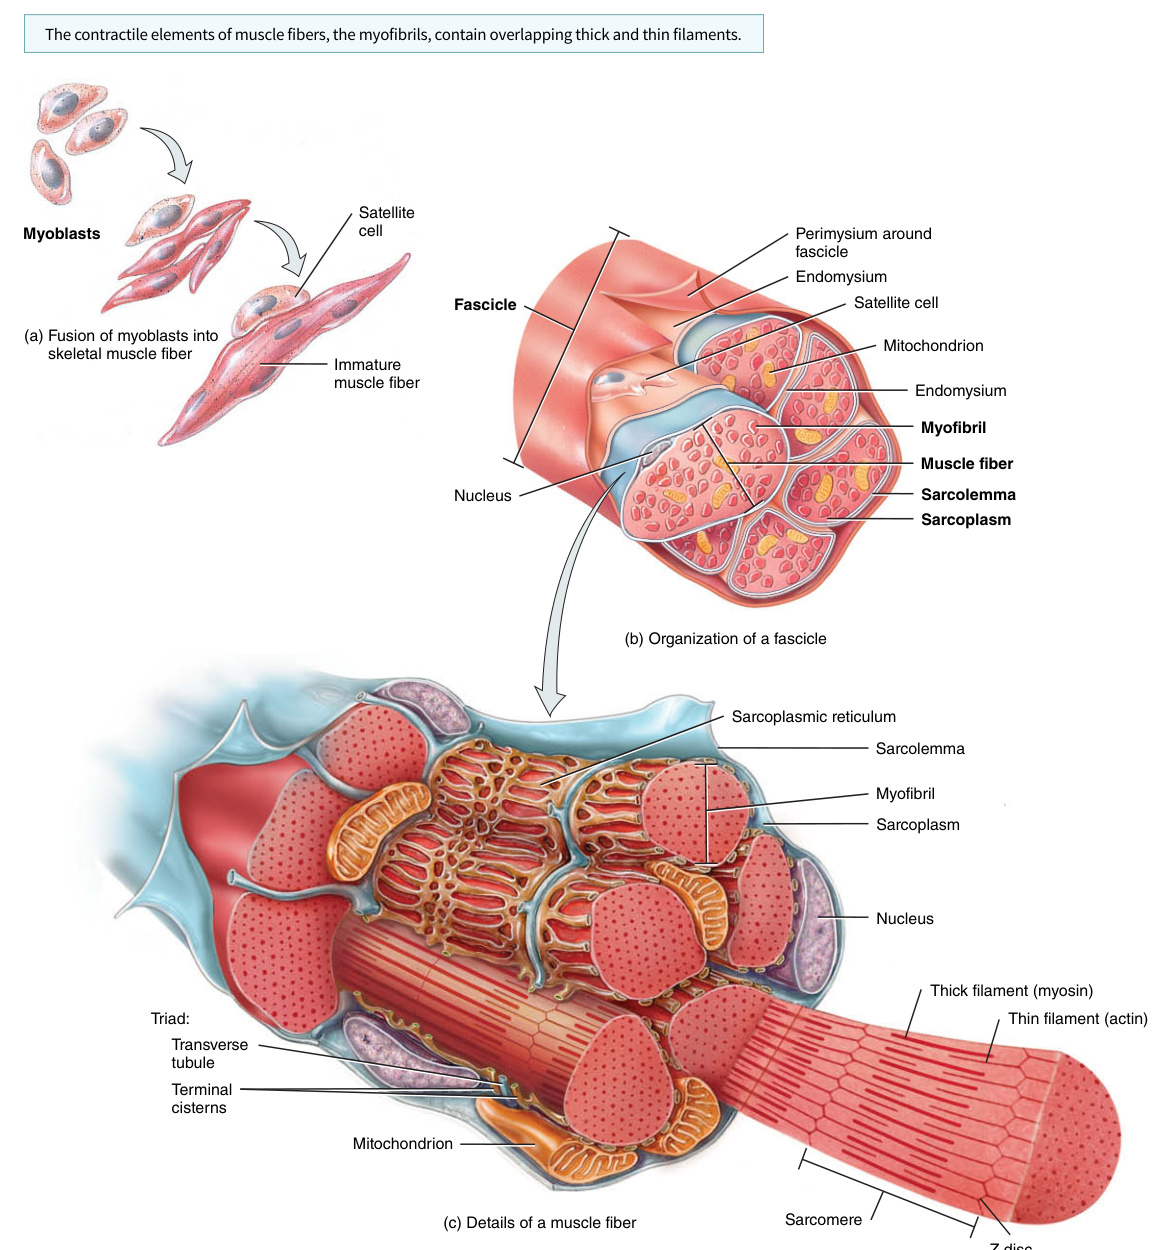 The contractile elements of muscle fibers, the myofibrils, contain overlapping thick and thin filaments.
Myoblasts
Satellite
cell
(a) Fusion of myoblasts into
skeletal muscle fiber
Immature
muscle fiber
Perimysium around
fascicle
Endomysium
Satellite cell
Fascicle
Mitochondrion
Endomysium
Myofibril
Muscle fiber
Nucleus
Sarcolemma
Sarcoplasm
(b) Organization of a fascicle
Sarcoplasmic reticulum
Sarcolemma
Myofibril
Sarcoplasm
Nucleus
Thick filament (myosin)
Thin filament (actin)
Triad:
Transverse
tubule
Terminal
cisterns
Mitochondrion
Sarcomere
(c) Details of a muscle fiber
Z disc